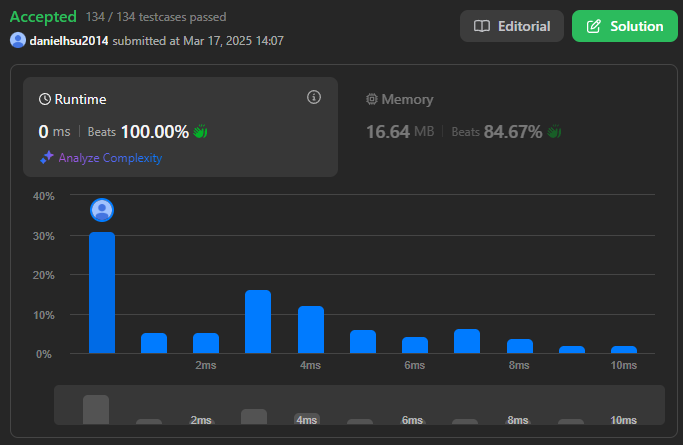 Accepted 134 / 134 testcases passed
danielhsu2014 submitted at Mar 17, 2025 14:07
Editorial
Solution
Runtime
0 ms Beats 100.00%
Analyze Complexity
Memory
16.64 MB Beats 84.67%
40%
30%
20%
10%
0%
2ms 4ms 6ms 8ms 10ms
2ms 4ms 6ms 8ms 10ms